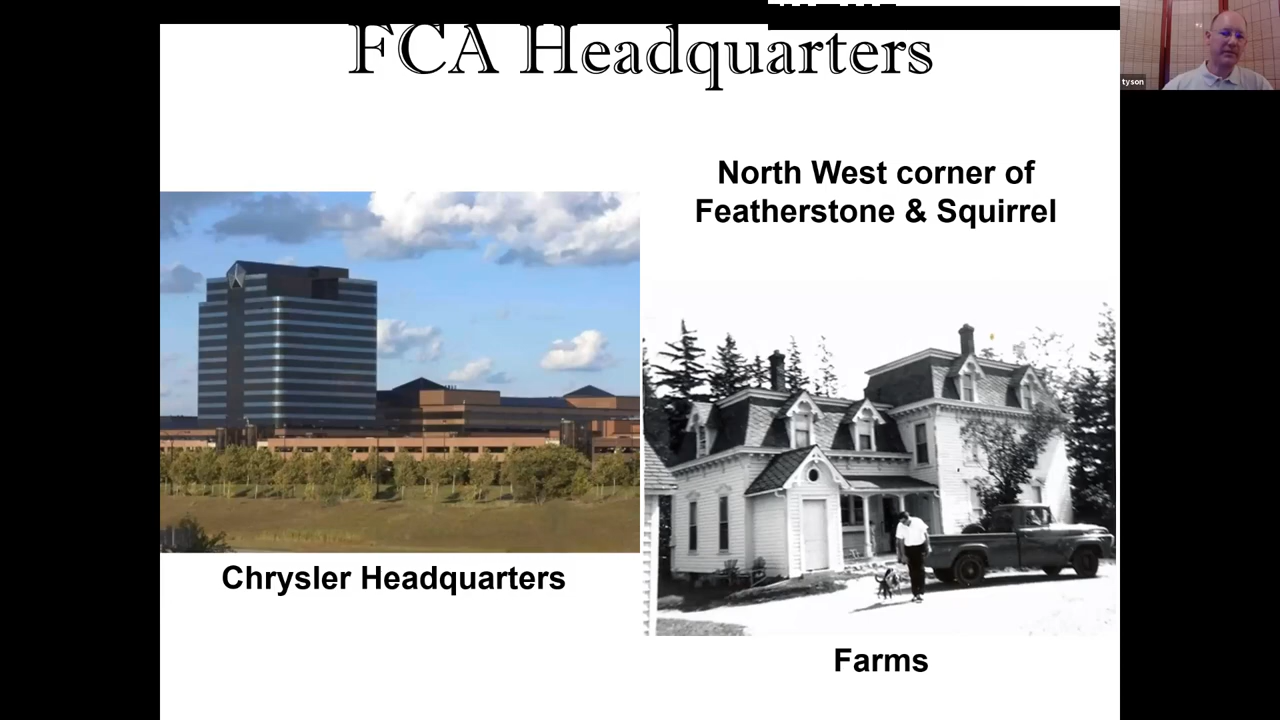 FCA Headquarters
tyson
North West corner of
Featherstone & Squirrel
Chrysler Headquarters
Farms